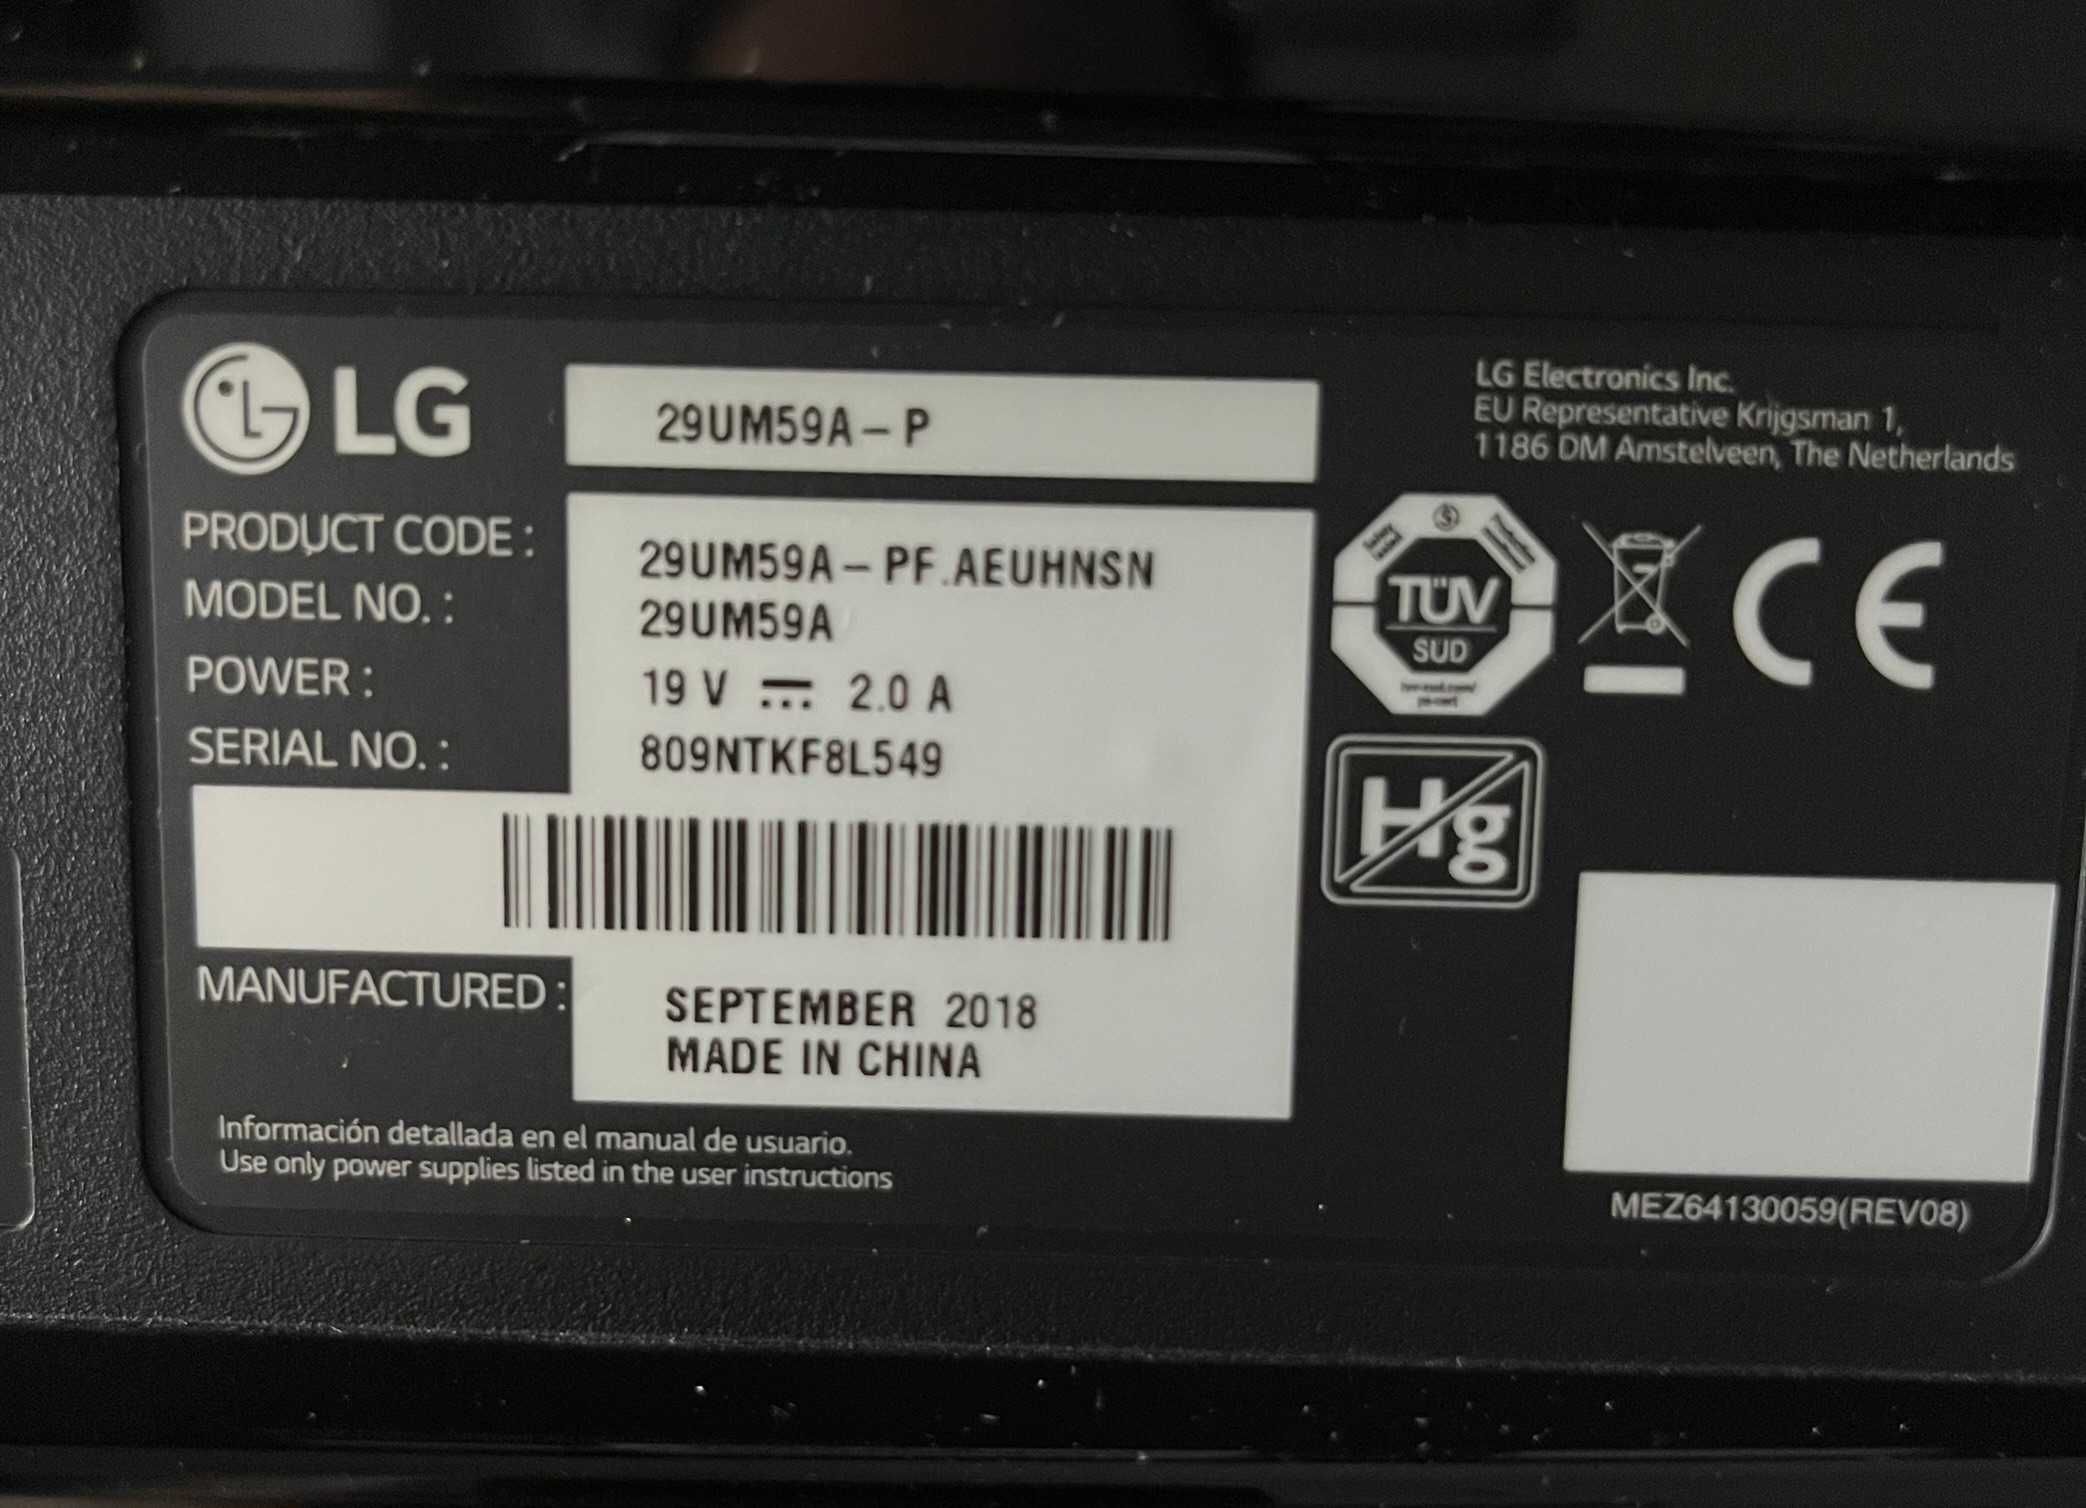 LG
29UM59A-P
LG Electronics Inc.
EU Representative Krijgsman 1,
1186 DM Amstelveen, The Netherlands
PRODUCT CODE : 29UM59A-PF.AEUHNSN
MODEL NO. : 29UM59A
POWER : 19 V ⎓ 2.0 A
SERIAL NO. : 809NTKF8L549
TÜV
SUD
CE
Hg
MANUFACTURED : SEPTEMBER 2018
MADE IN CHINA
Información detallada en el manual de usuario.
Use only power supplies listed in the user instructions
MEZ64130059(REV08)